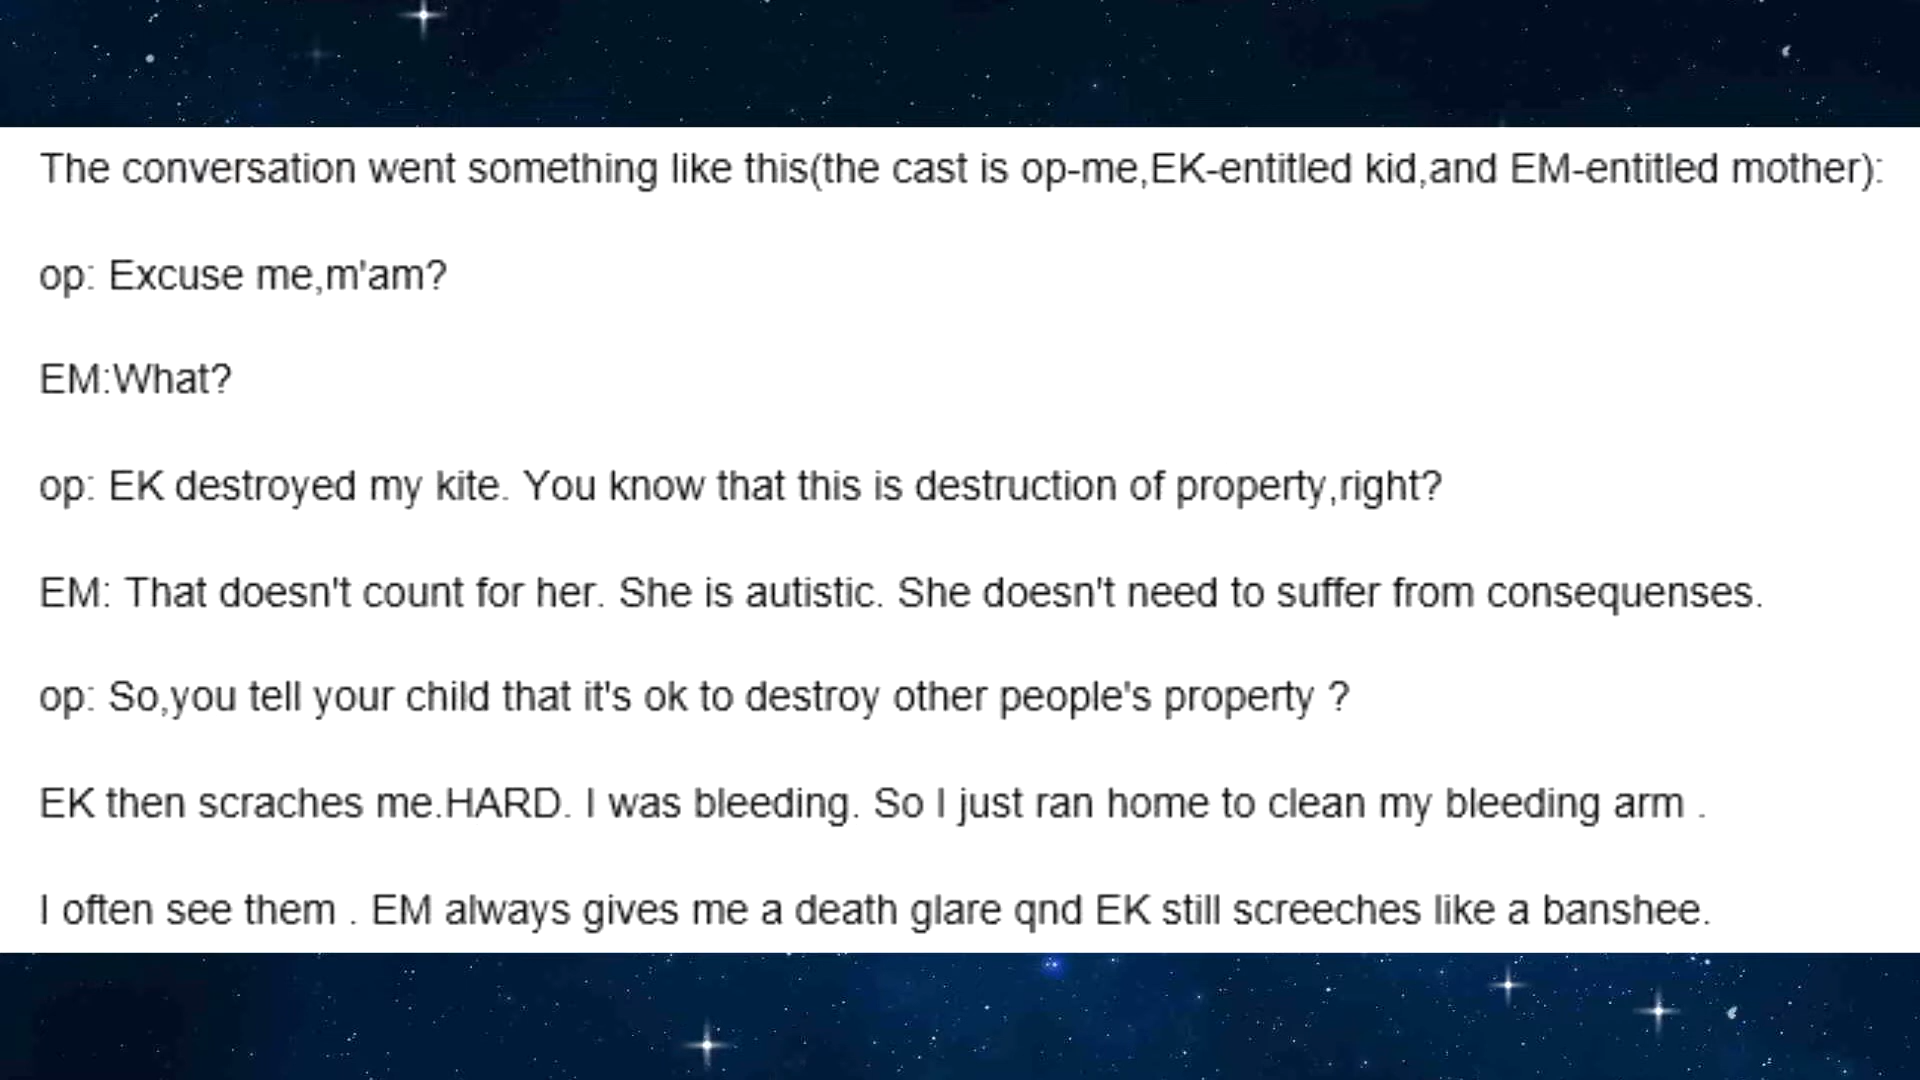 The conversation went something like this(the cast is op-me,EK-entitled kid,and EM-entitled mother):
op: Excuse me,m'am?
EM:What?
op: EK destroyed my kite. You know that this is destruction of property,right?
EM: That doesn't count for her. She is autistic. She doesn't need to suffer from consequenses.
op: So,you tell your child that it's ok to destroy other people's property ?
EK then scraches me.HARD. I was bleeding. So I just ran home to clean my bleeding arm .
I often see them . EM always gives me a death glare qnd EK still screeches like a banshee.